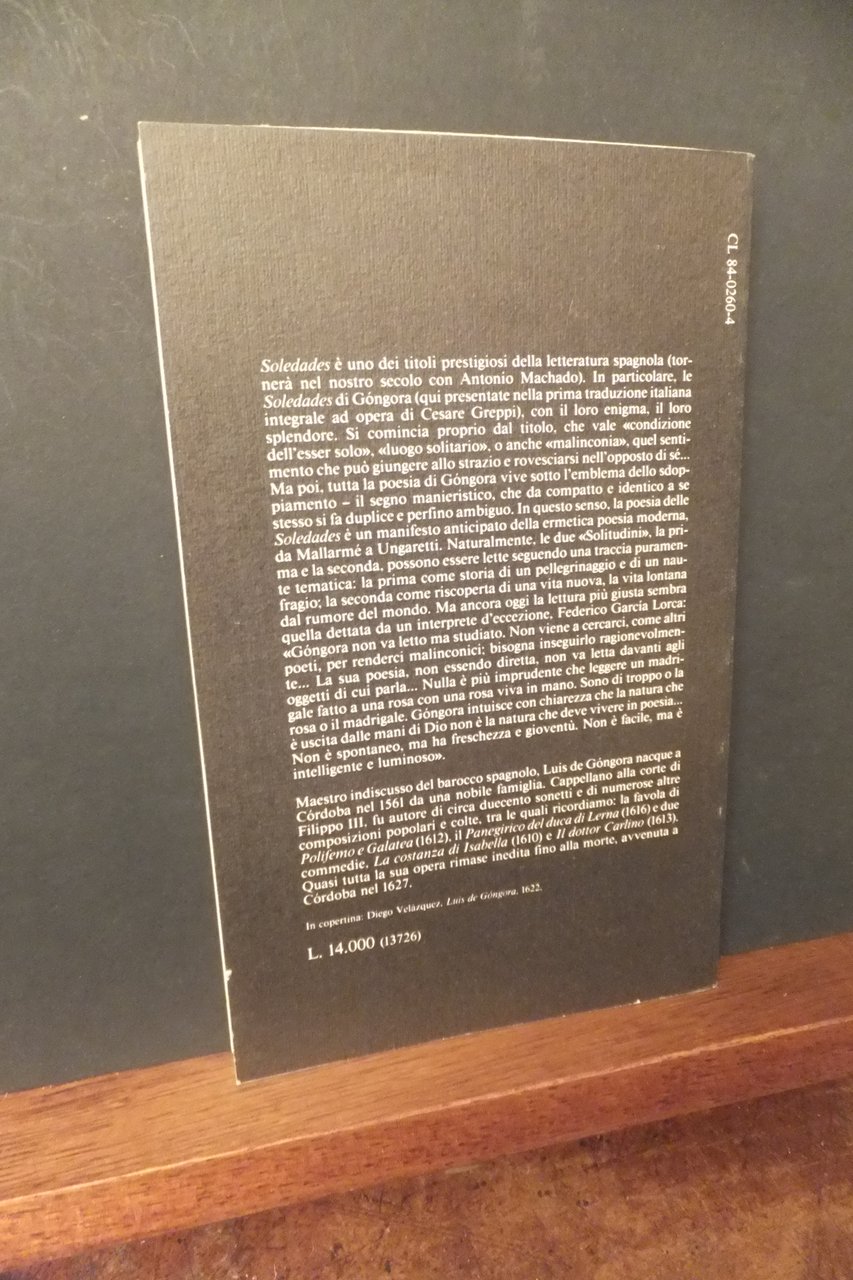 CL 84-0260-4
Soledades è uno dei titoli prestigiosi della letteratura spagnola (tor-
nerà nel nostro secolo con Antonio Machado). In particolare, le
Soledades di Góngora (qui presentate nella prima traduzione italiana
integrale ad opera di Cesare Greppi), con il loro enigma, il loro
splendore. Si comincia proprio dal titolo, che vale «condizione
dell'esser solo», «luogo solitario», o anche «malinconia», quel senti-
mento che può giungere allo strazio e rovesciarsi nell'opposto di sé...
Ma poi, tutta la poesia di Góngora vive sotto l'emblema dello sdop-
piamento – il segno manieristico, che da compatto e identico a se
stesso si fa duplice e perfino ambiguo. In questo senso, la poesia delle
Soledades è un manifesto anticipato della ermetica poesia moderna,
da Mallarmé a Ungaretti. Naturalmente, le due «Solitudini», la pri-
ma e la seconda, possono essere lette seguendo una traccia puramen-
te tematica: la prima come storia di un pellegrinaggio e di un nau-
fragio; la seconda come riscoperta di una vita nuova, la vita lontana
dal rumore del mondo. Ma ancora oggi la lettura più giusta sembra
quella dettata da un interprete d'eccezione, Federico García Lorca:
«Góngora non va letto ma studiato. Non viene a cercarci, come altri
poeti, per renderci malinconici; bisogna inseguirlo ragionevolmen-
te... La sua poesia, non essendo diretta, non va letta davanti agli
oggetti di cui parla... Nulla è più imprudente che leggere un madri-
gale fatto a una rosa con una rosa viva in mano. Sono di troppo o la
rosa o il madrigale. Góngora intuisce con chiarezza che la natura che
è uscita dalle mani di Dio non è la natura che deve vivere in poesia...
Non è spontaneo, ma ha freschezza e gioventù. Non è facile, ma è
intelligente e luminoso».
Maestro indiscusso del barocco spagnolo, Luis de Góngora nacque a
Córdoba nel 1561 da una nobile famiglia. Cappellano alla corte di
Filippo III, fu autore di circa duecento sonetti e di numerose altre
composizioni popolari e colte, tra le quali ricordiamo: la favola di
Polifemo e Galatea (1612), il Panegirico del duca di Lerna (1616) e due
commedie, La costanza di Isabella (1610) e Il dottor Carlino (1613).
Quasi tutta la sua opera rimase inedita fino alla morte, avvenuta a
Córdoba nel 1627.
In copertina: Diego Velázquez, Luis de Góngora, 1622.
L. 14.000 (13726)